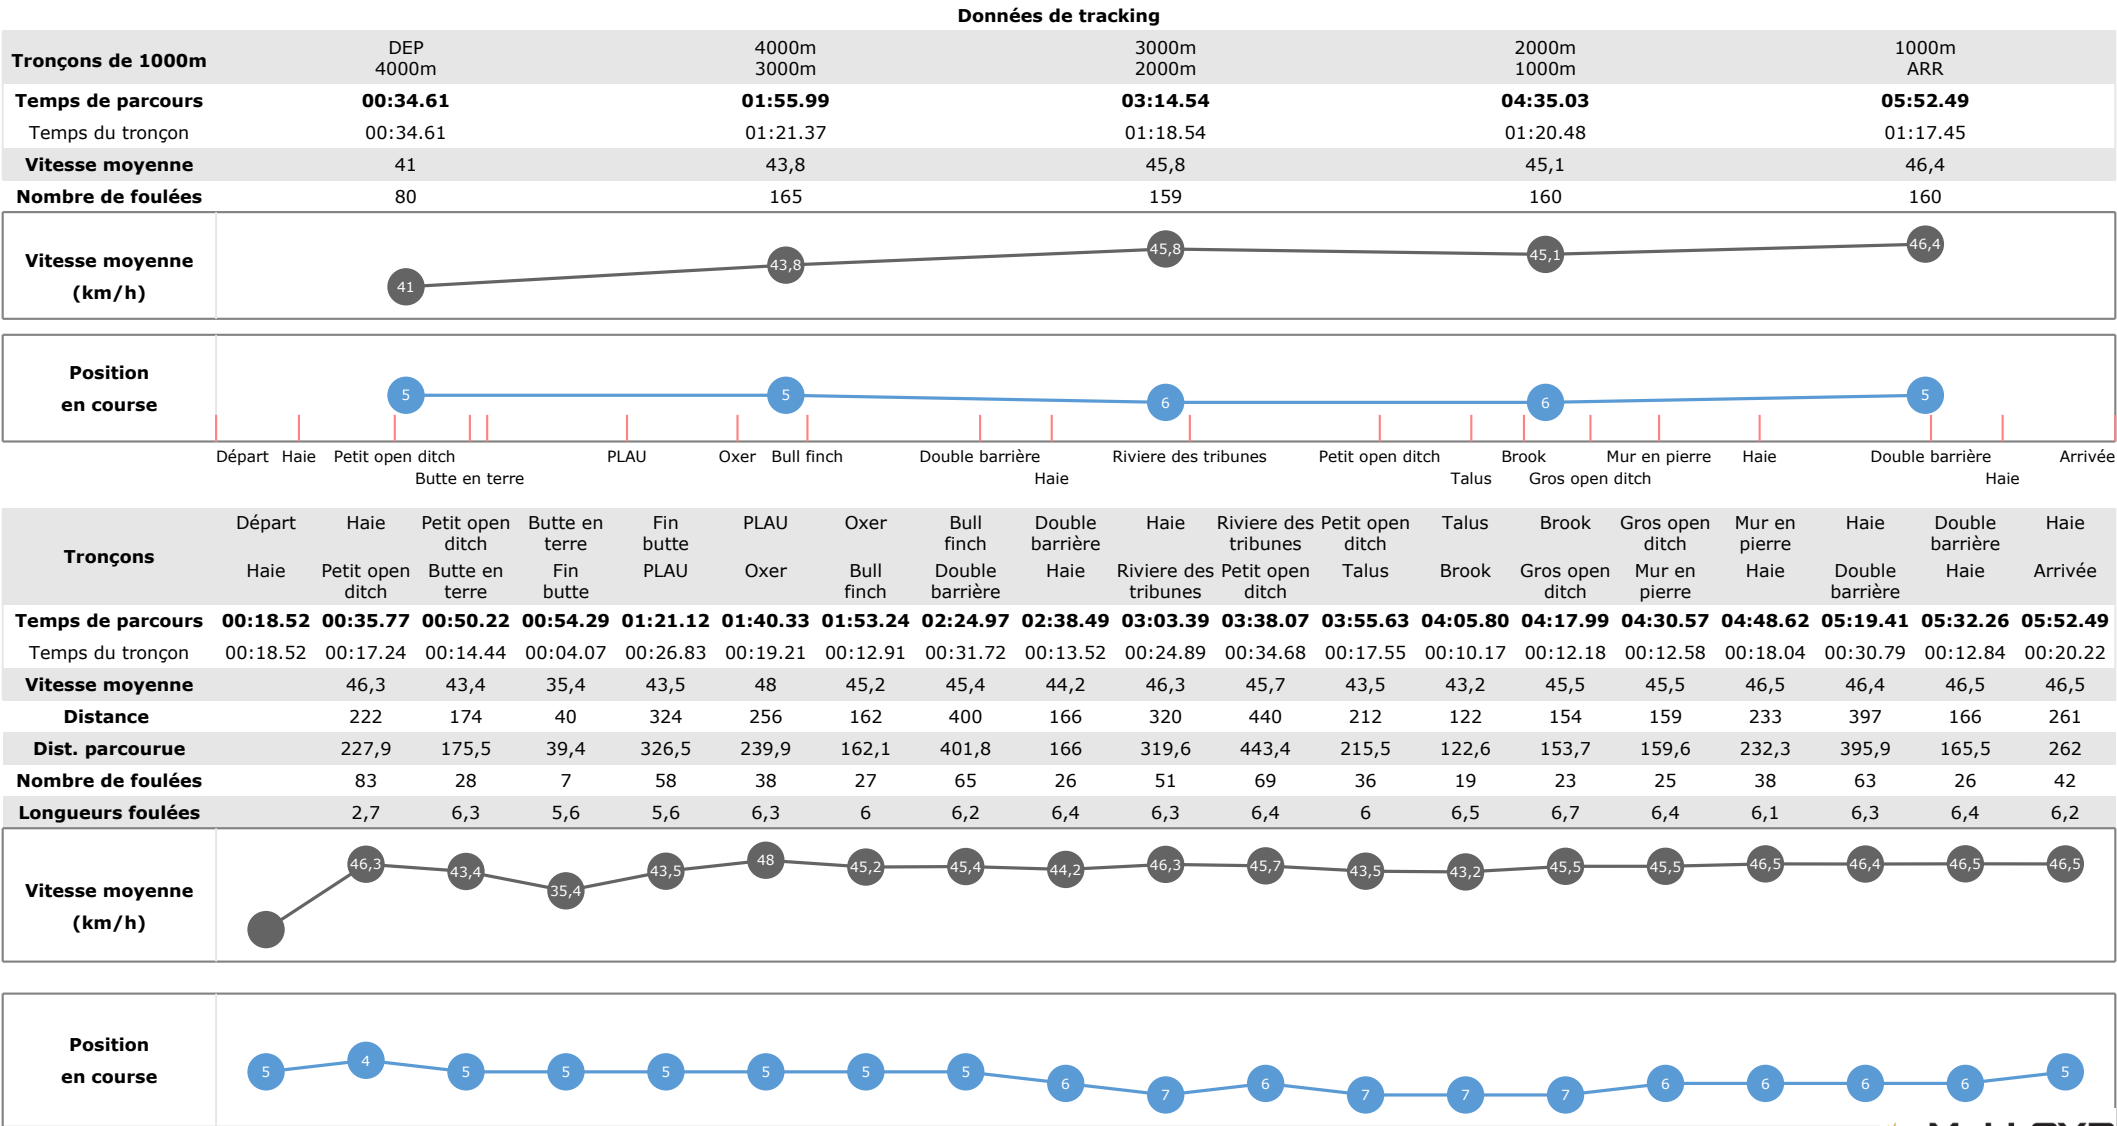 Données de tracking
Tronçons de 1000m DEP 4000m 3000m 2000m 1000m
4000m 3000m 2000m 1000m ARR
Temps de parcours 00:34.61 01:55.99 03:14.54 04:35.03 05:52.49
Temps du tronçon 00:34.61 01:21.37 01:18.54 01:20.48 01:17.45
Vitesse moyenne 41 43,8 45,8 45,1 46,4
Nombre de foulées 80 165 159 160 160
Vitesse moyenne
(km/h)
41 43,8 45,8 45,1 46,4
Position
en course
5 5 6 6 5
Départ Haie Petit open ditch PLAU Oxer Bull finch Double barrière Riviere des tribunes Petit open ditch Brook Mur en pierre Haie Double barrière Arrivée
Butte en terre Haie Talus Gros open ditch Haie
Tronçons
Départ Haie Petit open Butte en Fin PLAU Oxer Bull Double Haie Riviere des Petit open Talus Brook Gros open Mur en Haie Double Haie
ditch terre butte finch barrière tribunes ditch ditch pierre barrière
Haie Petit open Butte en Fin PLAU Oxer Bull Double Haie Riviere des Petit open Talus Brook Gros open Mur en Haie Double Haie Arrivée
ditch terre butte finch barrière tribunes ditch ditch pierre barrière
Temps de parcours 00:18.52 00:35.77 00:50.22 00:54.29 01:21.12 01:40.33 01:53.24 02:24.97 02:38.49 03:03.39 03:38.07 03:55.63 04:05.80 04:17.99 04:30.57 04:48.62 05:19.41 05:32.26 05:52.49
Temps du tronçon 00:18.52 00:17.24 00:14.44 00:04.07 00:26.83 00:19.21 00:12.91 00:31.72 00:13.52 00:24.89 00:34.68 00:17.55 00:10.17 00:12.18 00:12.58 00:18.04 00:30.79 00:12.84 00:20.22
Vitesse moyenne 46,3 43,4 35,4 43,5 48 45,2 45,4 44,2 46,3 45,7 43,5 43,2 45,5 45,5 46,5 46,4 46,5 46,5
Distance 222 174 40 324 256 162 400 166 320 440 212 122 154 159 233 397 166 261
Dist. parcourue 227,9 175,5 39,4 326,5 239,9 162,1 401,8 166 319,6 443,4 215,5 122,6 153,7 159,6 232,3 395,9 165,5 262
Nombre de foulées 83 28 7 58 38 27 65 26 51 69 36 19 23 25 38 63 26 42
Longueurs foulées 2,7 6,3 5,6 5,6 6,3 6 6,2 6,4 6,3 6,4 6 6,5 6,7 6,4 6,1 6,3 6,4 6,2
Vitesse moyenne
(km/h)
46,3 43,4 35,4 43,5 48 45,2 45,4 44,2 46,3 45,7 43,5 43,2 45,5 45,5 46,5 46,4 46,5 46,5
Position
en course
5 4 5 5 5 5 5 5 6 7 6 7 7 7 6 6 6 6 5